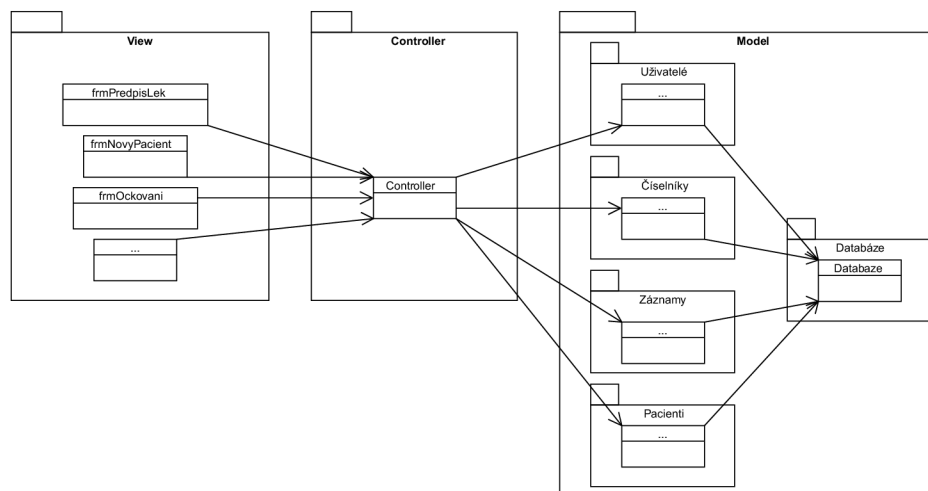 View
frmPredpisLek
frmNovyPacient
frmOckovani
...
Controller
Controller
Model
Uživatelé
...
Číselníky
...
Záznamy
...
Pacienti
...
Databáze
Databaze